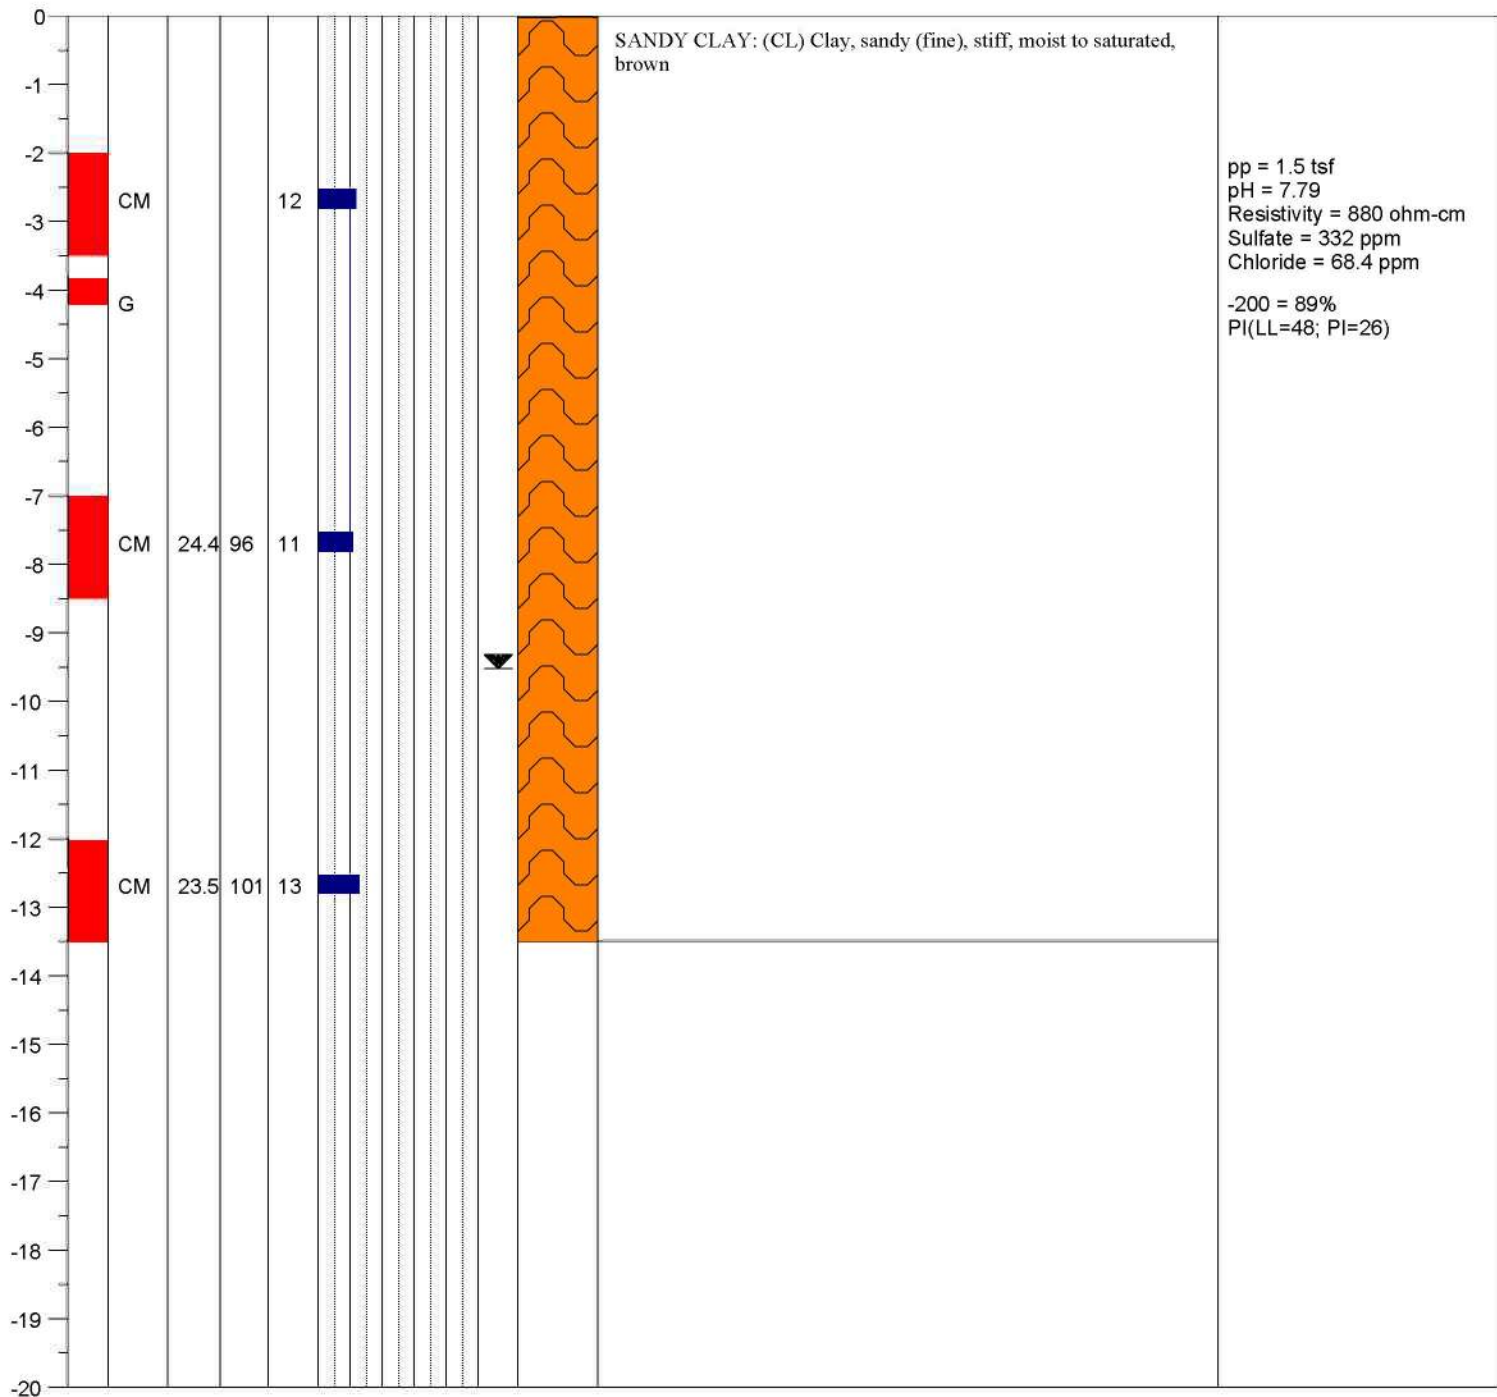 0
SANDY CLAY: (CL) Clay, sandy (fine), stiff, moist to saturated,
brown
-1
-2
pp = 1.5 tsf
pH = 7.79
CM 12
Resistivity = 880 ohm-cm
-3
Sulfate = 332 ppm
Chloride = 68.4 ppm
-4
G
-200 = 89%
PI(LL=48; PI=26)
-5
-6
-7
CM 24.4 96 11
-8
-9
-10
-11
-12
CM 23.5 101 13
-13
-14
-15
-16
-17
-18
-19
-20